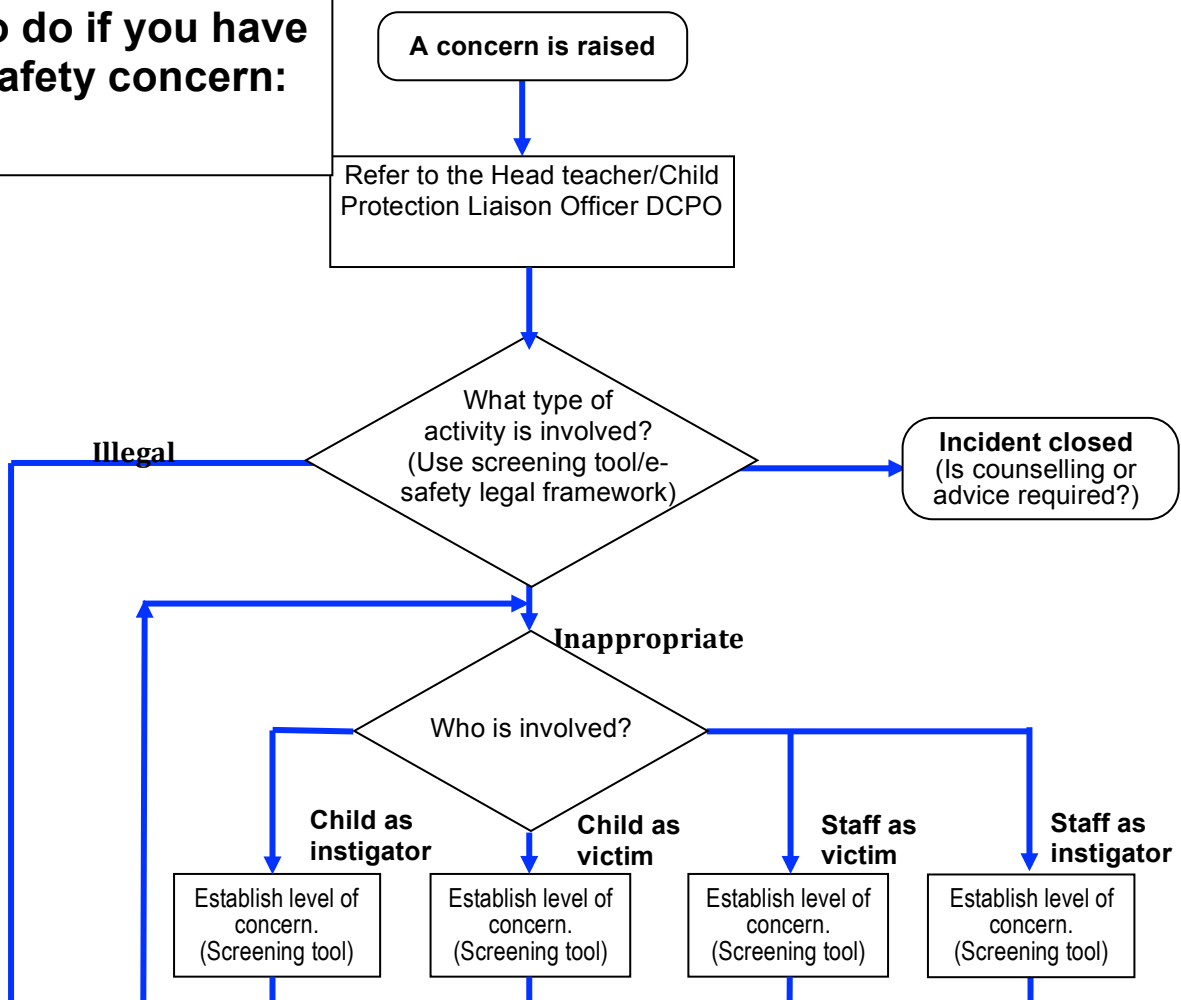 do if you have
afety concern:
A concern is raised
Refer to the Head teacher/Child
Protection Liaison Officer DCPO
What type of
activity is involved?
(Use screening tool/e-
safety legal framework)
Illegal
Incident closed
(Is counselling or
advice required?)
Inappropriate
Who is involved?
Child as
instigator
Child as
victim
Staff as
victim
Staff as
instigator
Establish level of
concern.
(Screening tool)
Establish level of
concern.
(Screening tool)
Establish level of
concern.
(Screening tool)
Establish level of
concern.
(Screening tool)